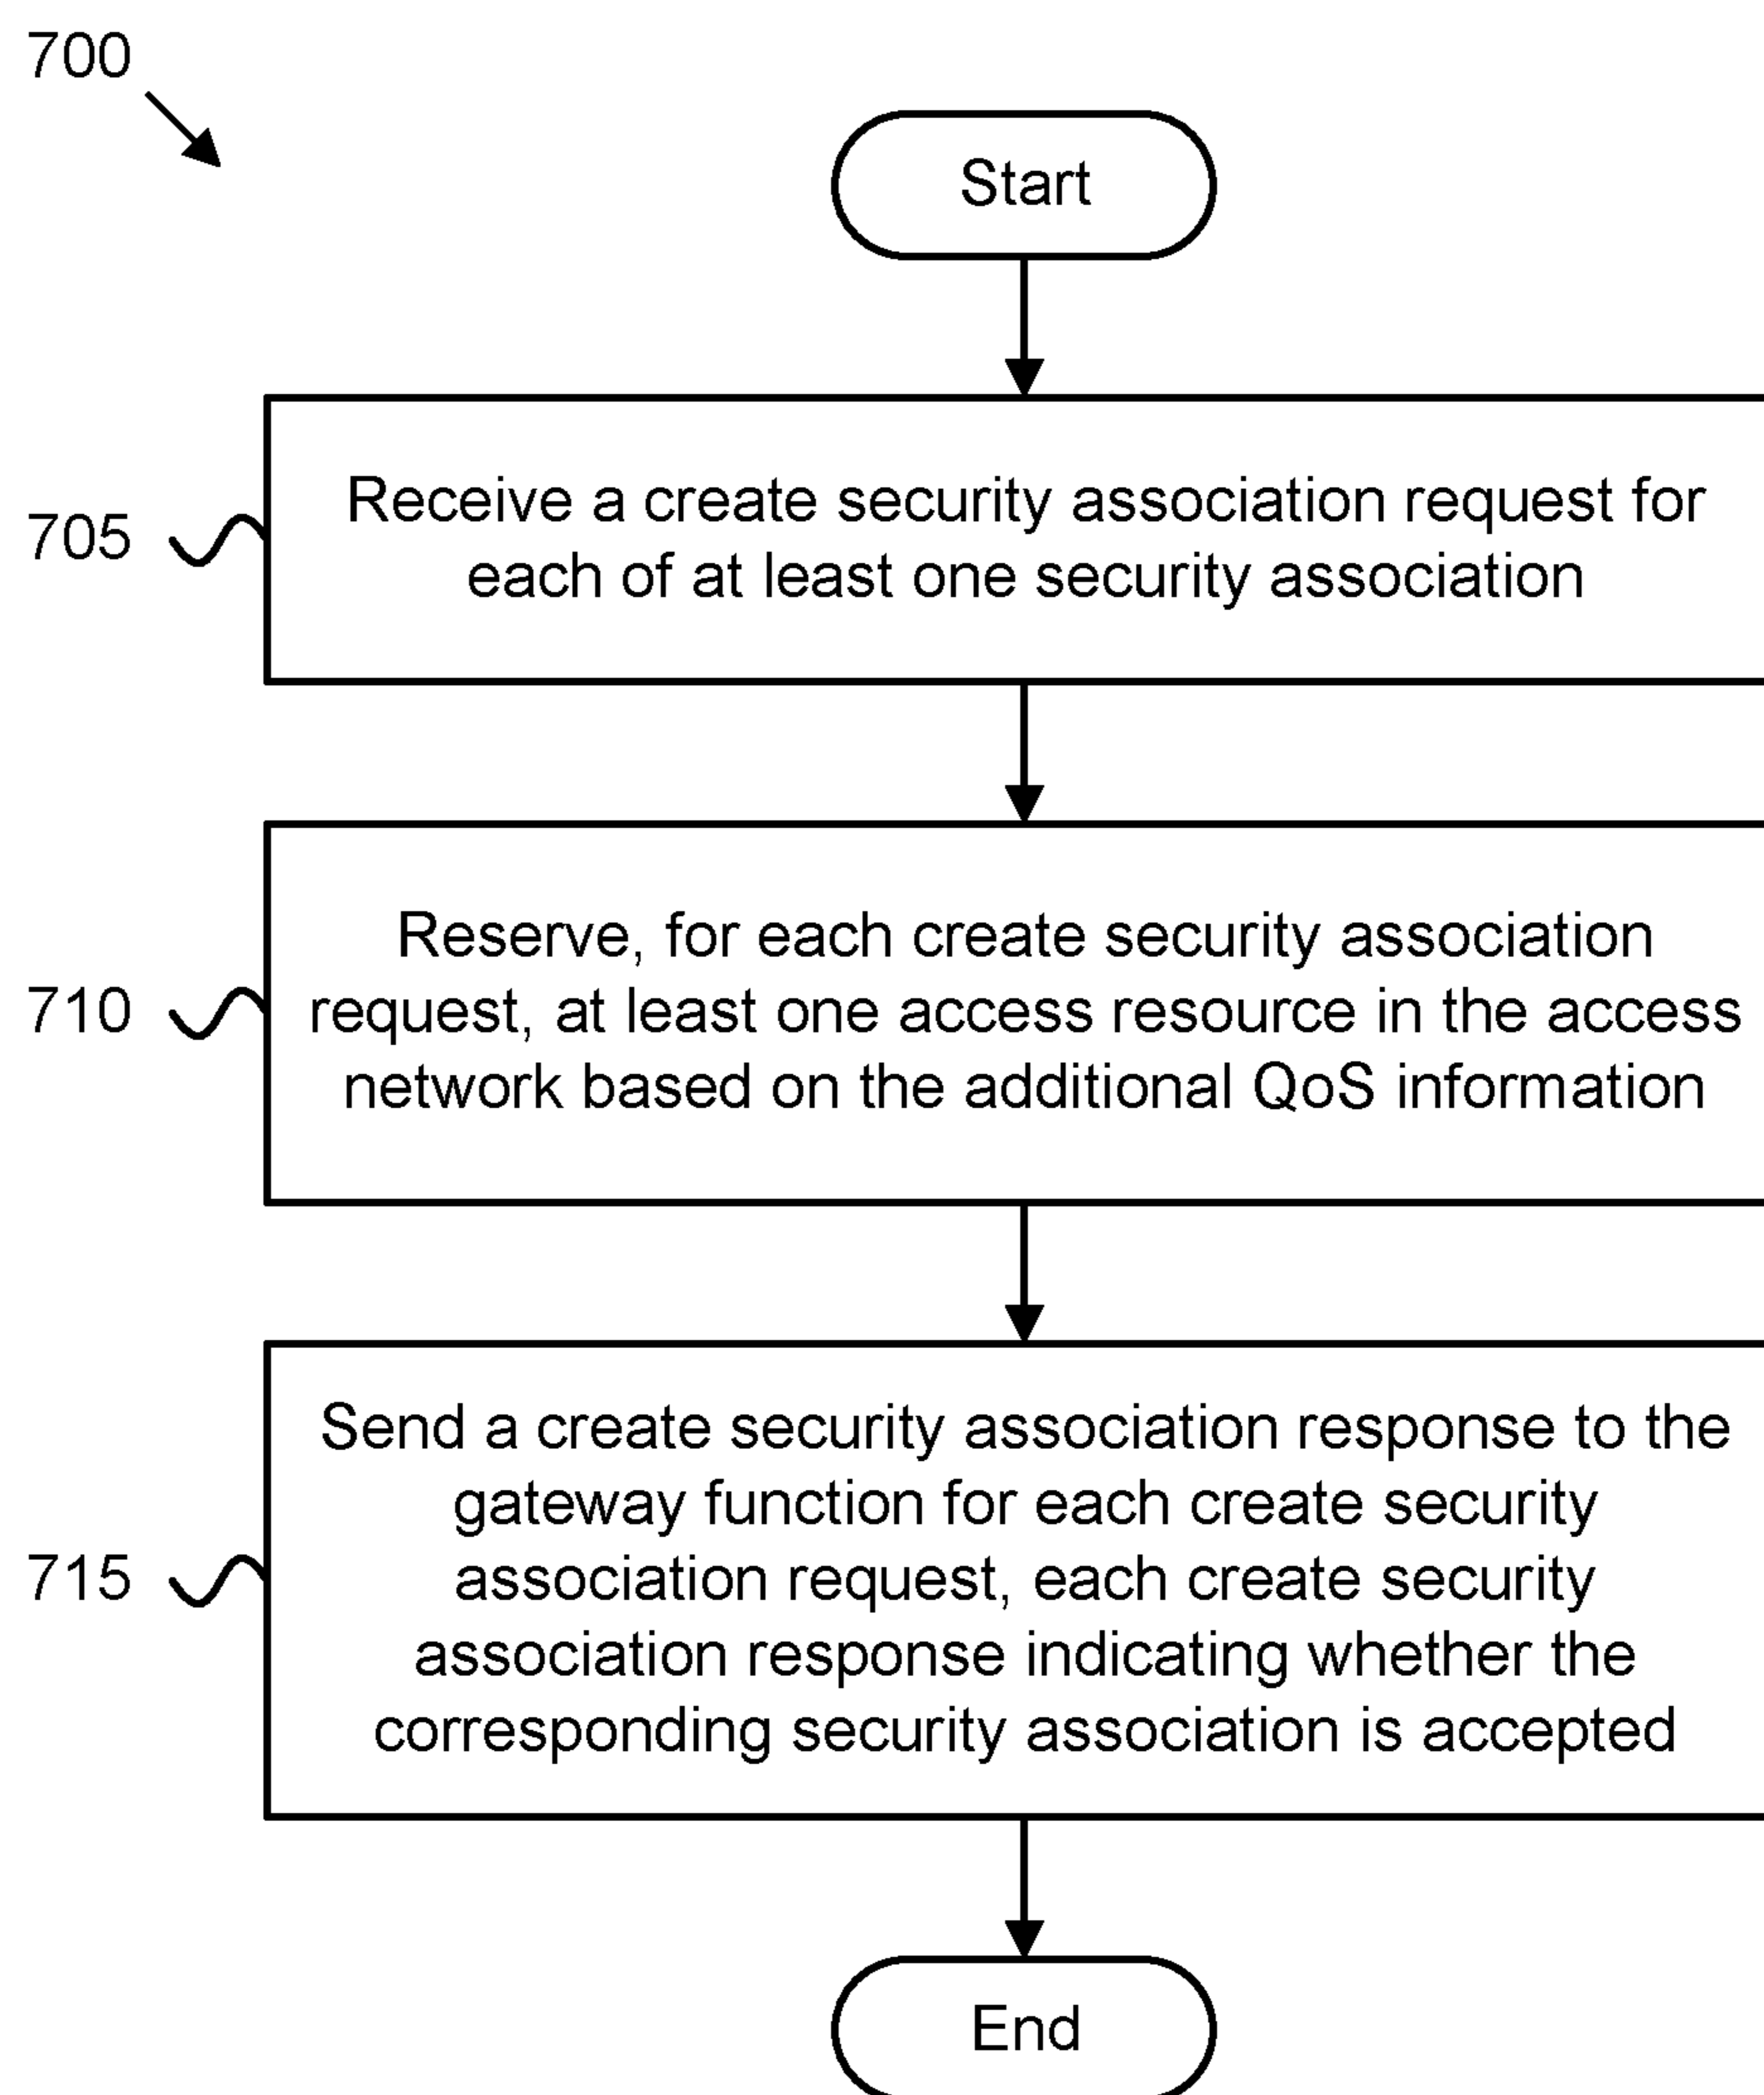 700
Start
705
Receive a create security association request for
each of at least one security association
710
Reserve, for each create security association
request, at least one access resource in the access
network based on the additional QoS information
715
Send a create security association response to the
gateway function for each create security
association request, each create security
association response indicating whether the
corresponding security association is accepted
End